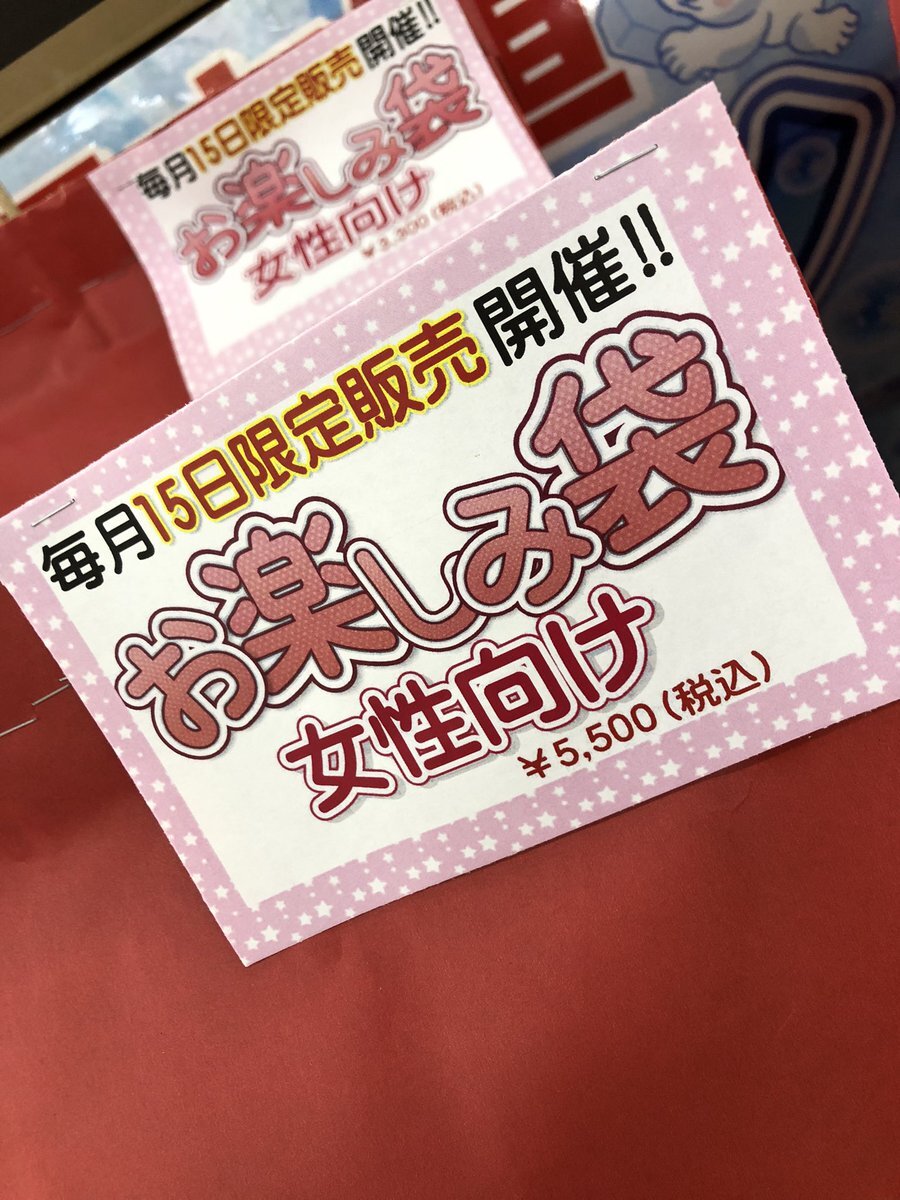 毎月15日限定販売 開催!!
お楽しみ袋
女性向け
毎月15日限定販売 開催!!
お楽しみ袋
女性向け
¥5,500(税込)